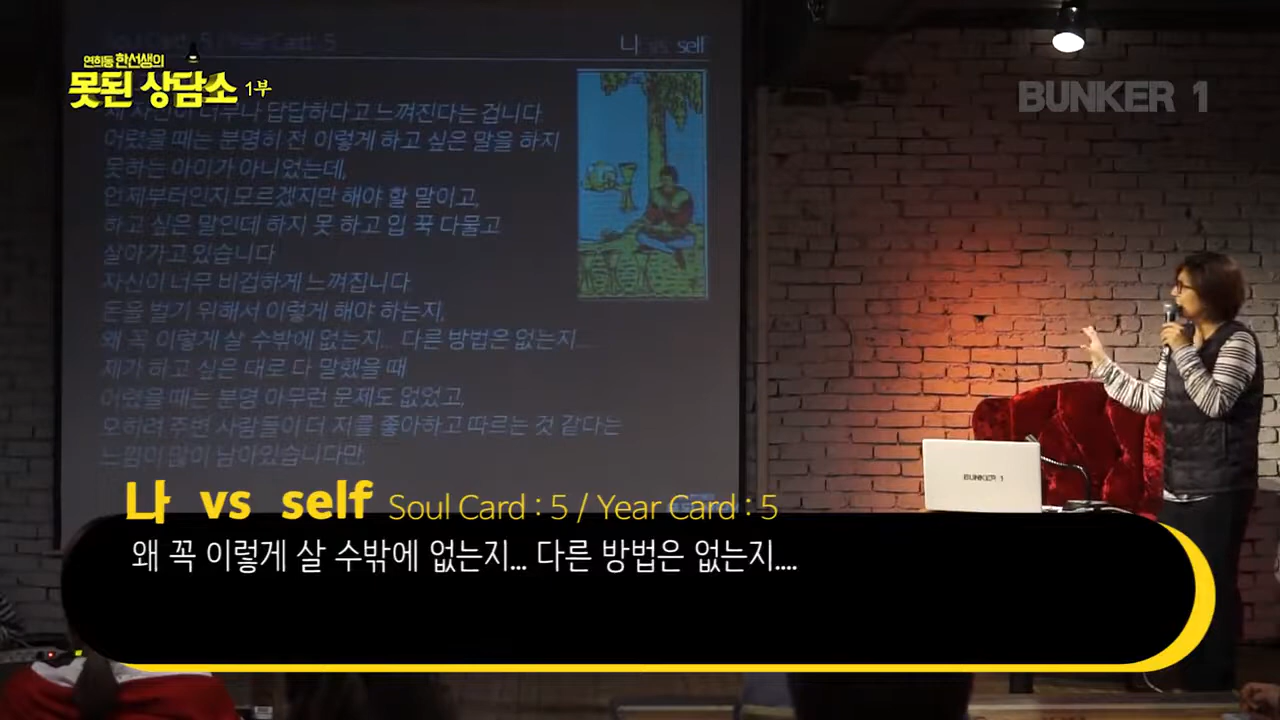 Soul Card : 5 / Year Card : 5
나 vs self
연희동 한선생의
못된 상담소 1부
BUNKER 1
제 자신이 너무나 답답하다고 느껴진다는 겁니다.
어렸을 때는 분명히 전 이렇게 하고 싶은 말을 하지
못하는 아이가 아니었는데,
언제부터인지 모르겠지만 해야 할 말이고,
하고 싶은 말인데 하지 못 하고 입 꾹 다물고
살아가고 있습니다.
자신이 너무 비겁하게 느껴집니다.
돈을 벌기 위해서 이렇게 해야 하는지,
왜 꼭 이렇게 살 수밖에 없는지... 다른 방법은 없는지....
제가 하고 싶은 대로 다 말했을 때
어렸을 때는 분명 아무런 문제도 없었고,
오히려 주변 사람들이 더 저를 좋아하고 따르는 것 같다는
느낌이 많이 남아있습니다만,
BUNKER 1
나 vs self Soul Card : 5 / Year Card : 5
왜 꼭 이렇게 살 수밖에 없는지... 다른 방법은 없는지....